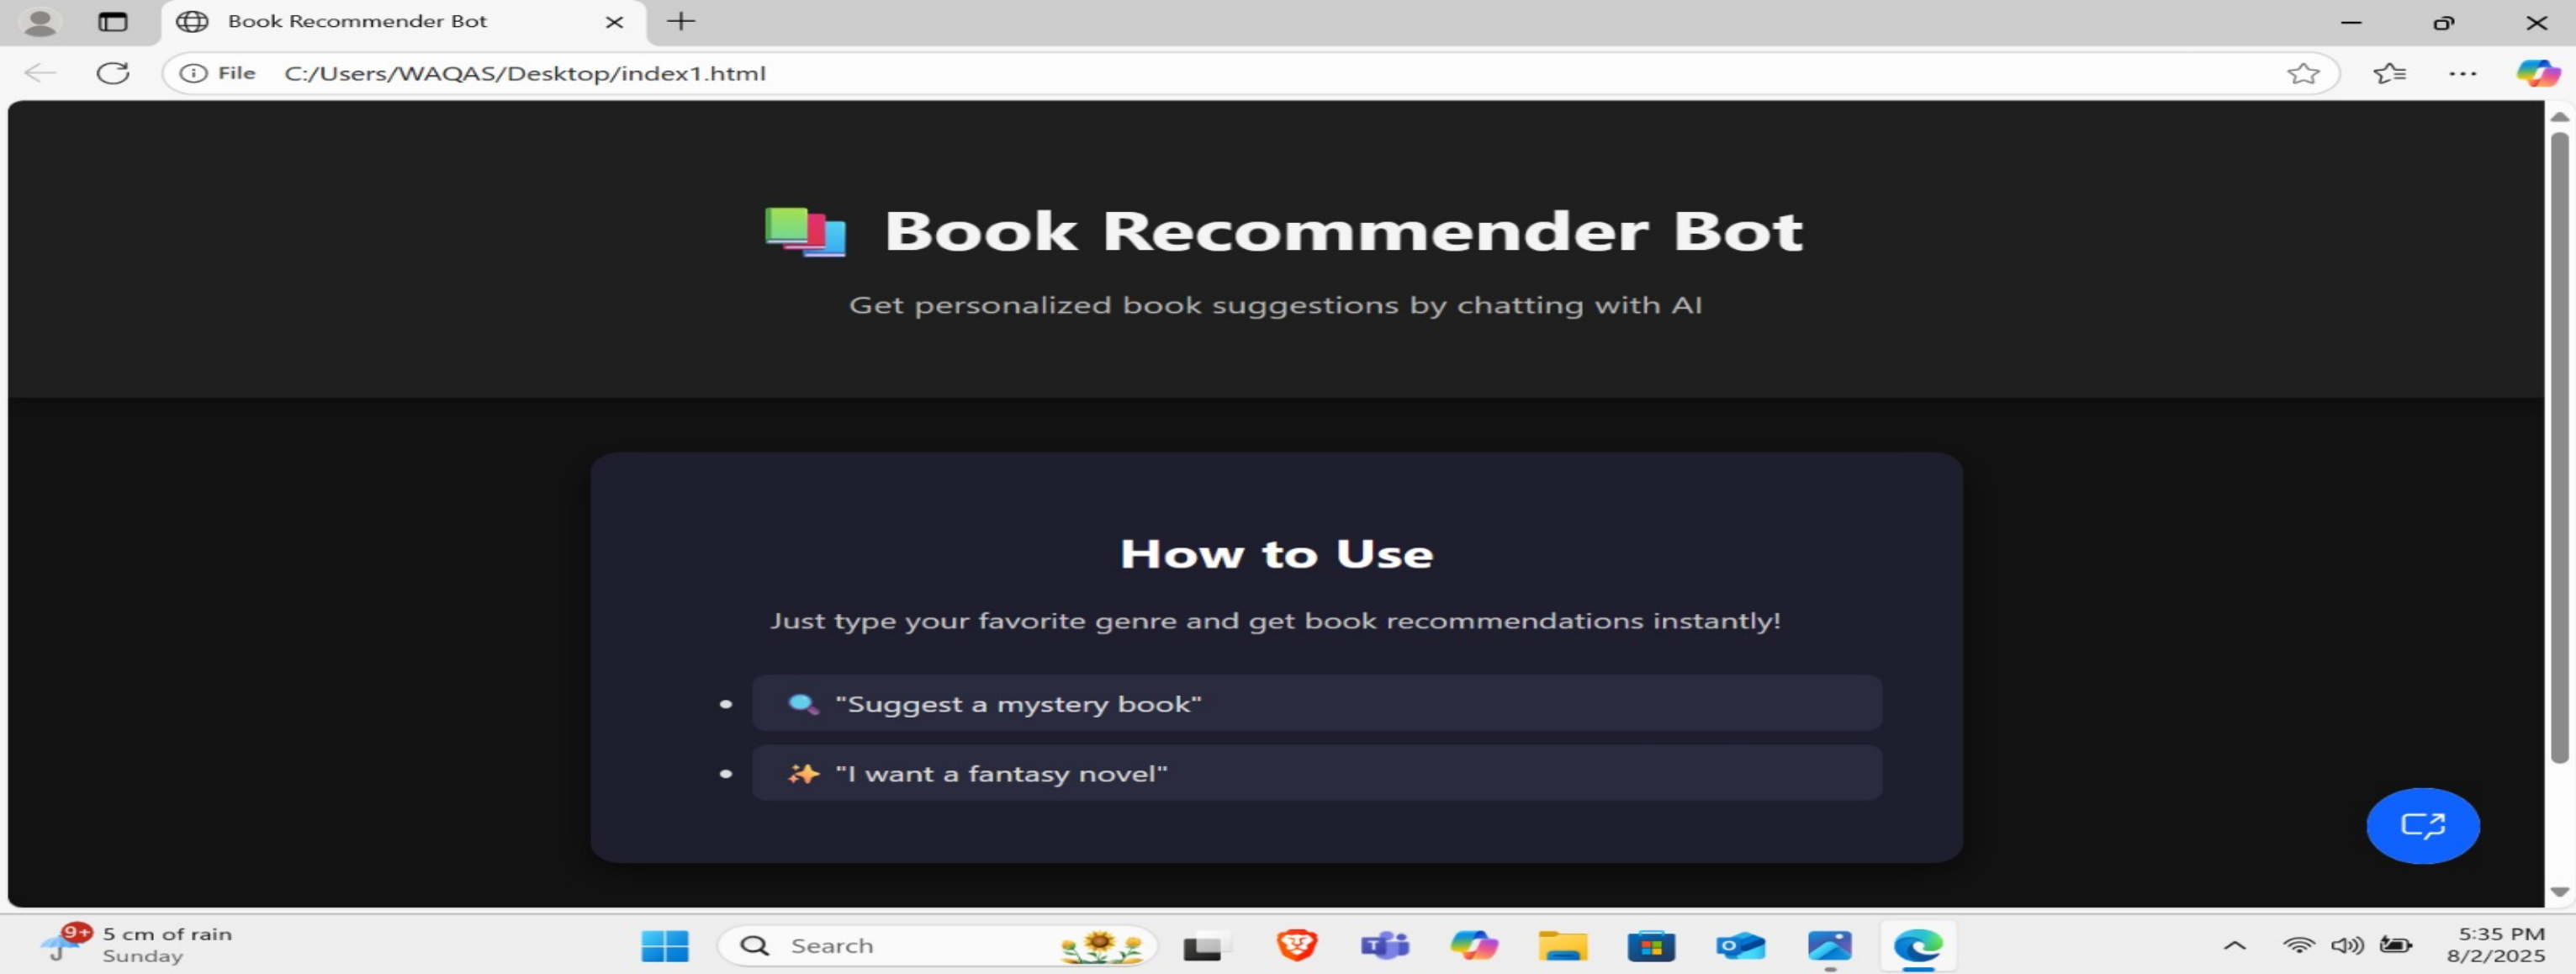 Book Recommender Bot
File C:/Users/WAQAS/Desktop/index1.html
Book Recommender Bot
Get personalized book suggestions by chatting with AI
How to Use
Just type your favorite genre and get book recommendations instantly!
"Suggest a mystery book"
"I want a fantasy novel"
9+
5 cm of rain
Sunday
Search
5:35 PM
8/2/2025